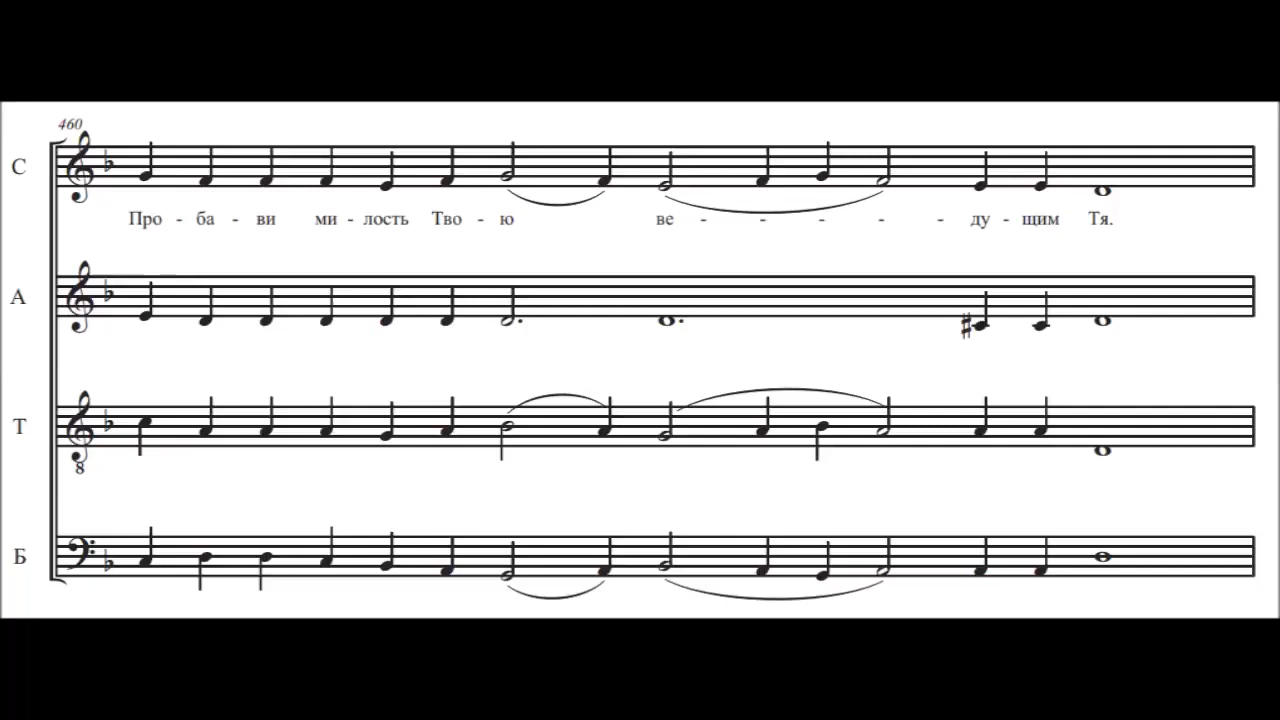 460
С
Про - ба - ви ми - лость Тво - ю ве - - - - - ду - щим Тя.
А
Т
8
Б